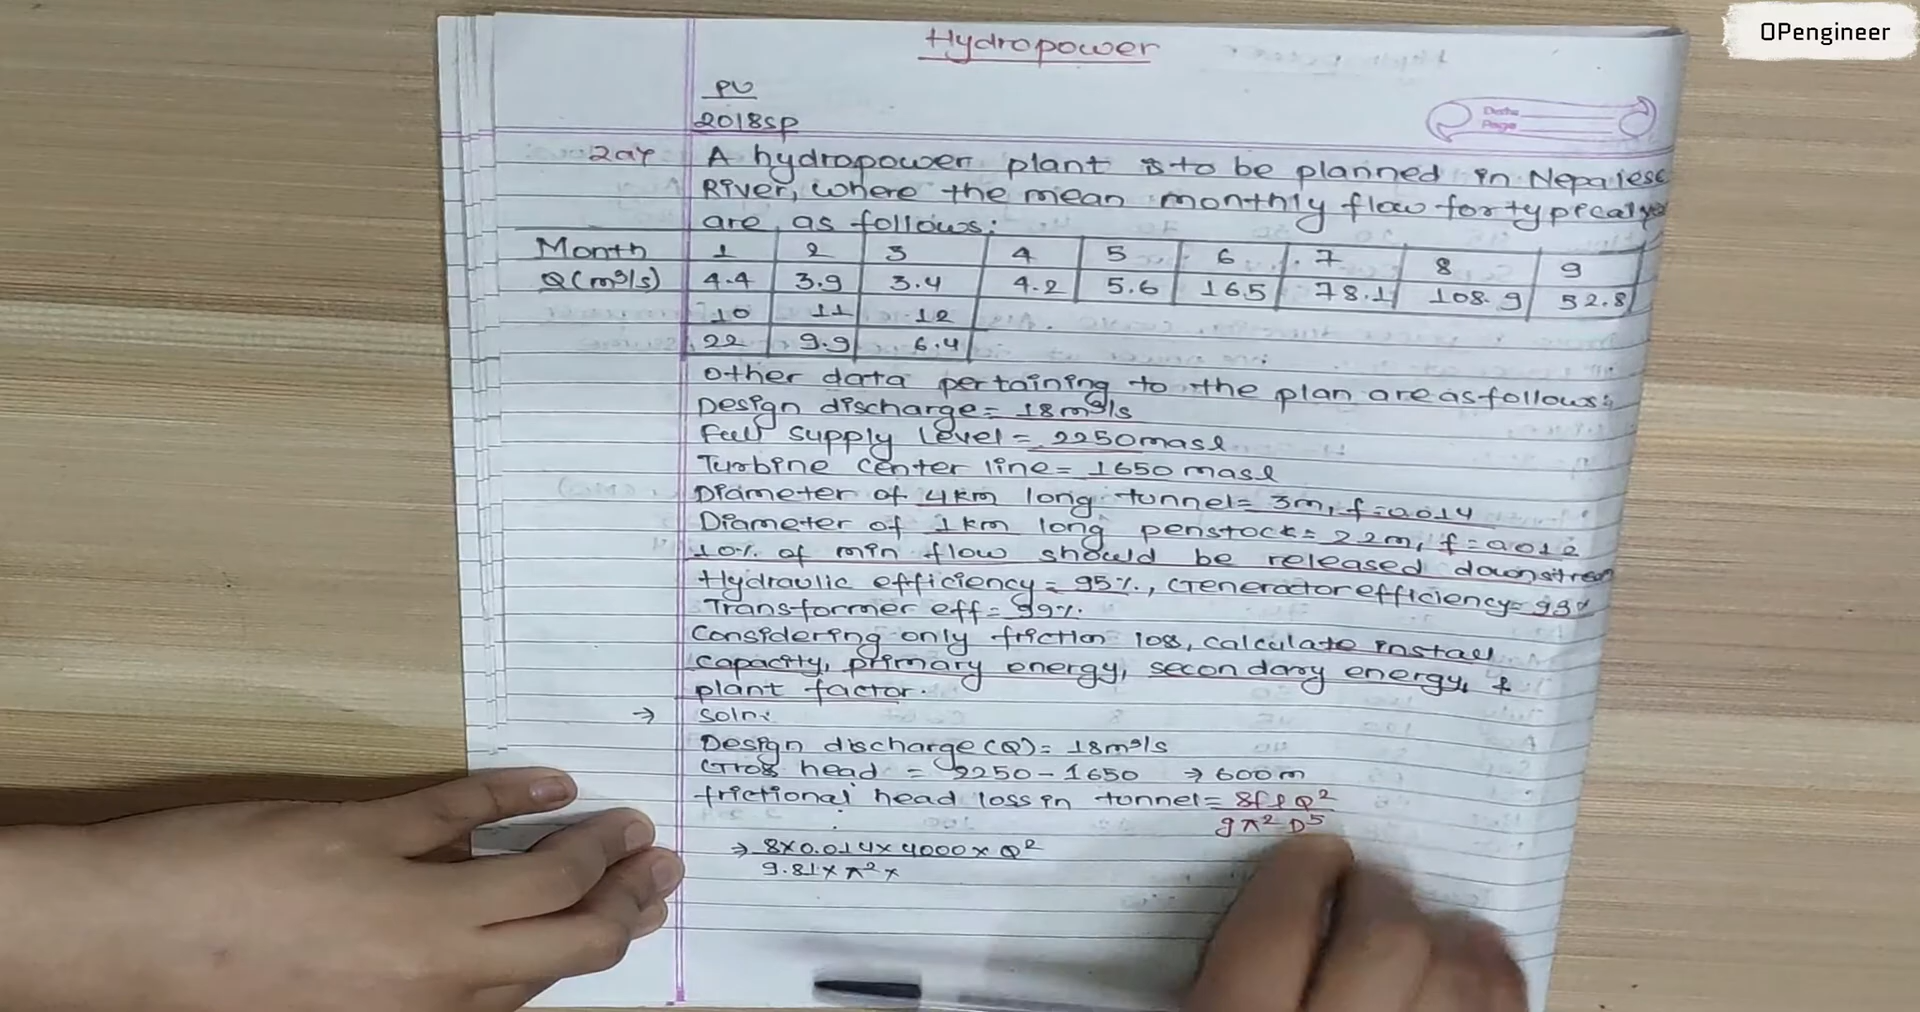 OPengineer
Hydropower
PU
2018sp
Date
Page
2a> A hydropower plant is to be planned in Nepalese
River, where the mean monthly flow for typical
are as follows:
Month 1 2 3 4 5 6 7 8 9
Q(m³/s) 4.4 3.9 3.4 4.2 5.6 16.5 78.1 108.9 52.8
10 11 12
22 9.9 6.4
other data pertaining to the plan are as follows:
Design discharge = 18m³/s
Full supply level = 2250masl
Turbine center line = 1650masl
Diameter of 4km long tunnel = 3m, f=0.014
Diameter of 1km long penstock = 2.2m, f=0.012
10% of min flow should be released downstream
Hydraulic efficiency = 95%, Generator efficiency = 93%
Transformer eff = 99%.
Considering only friction loss, calculate install
capacity, primary energy, secondary energy, &
plant factor.
→ soln:
Design discharge (Q) = 18m³/s
Gross head = 2250-1650 → 600m
frictional head loss in tunnel = 8flQ²
gπ²D⁵
→ 8×0.014×4000×Q²
9.81×π²×